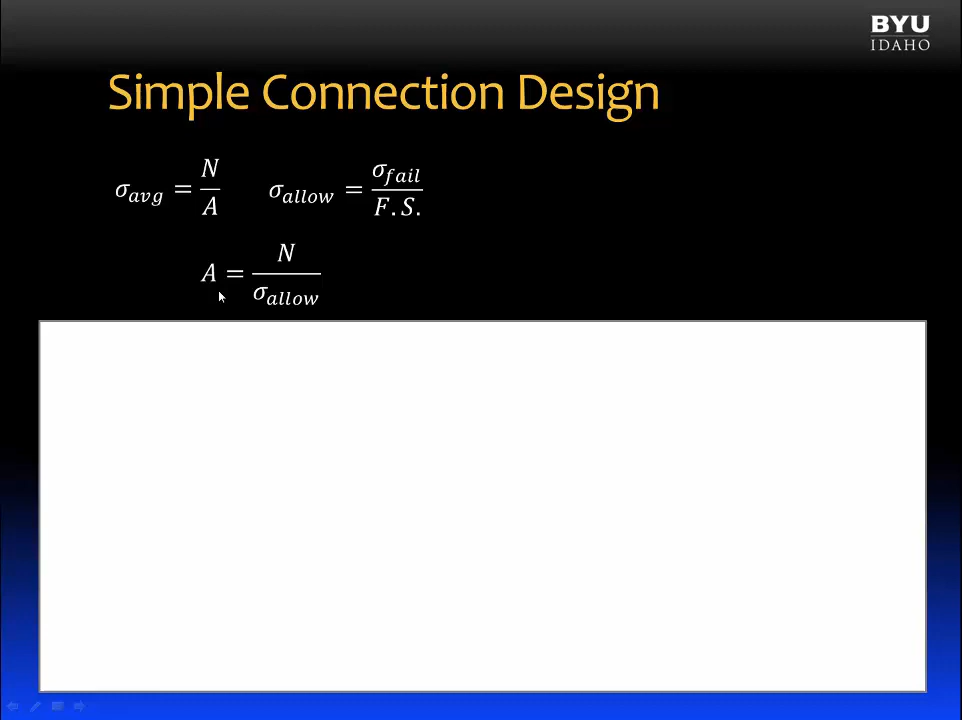 BYU
IDAHO
Simple Connection Design
σ_avg = N/A σ_allow = σ_fail/F.S.
A = N/σ_allow